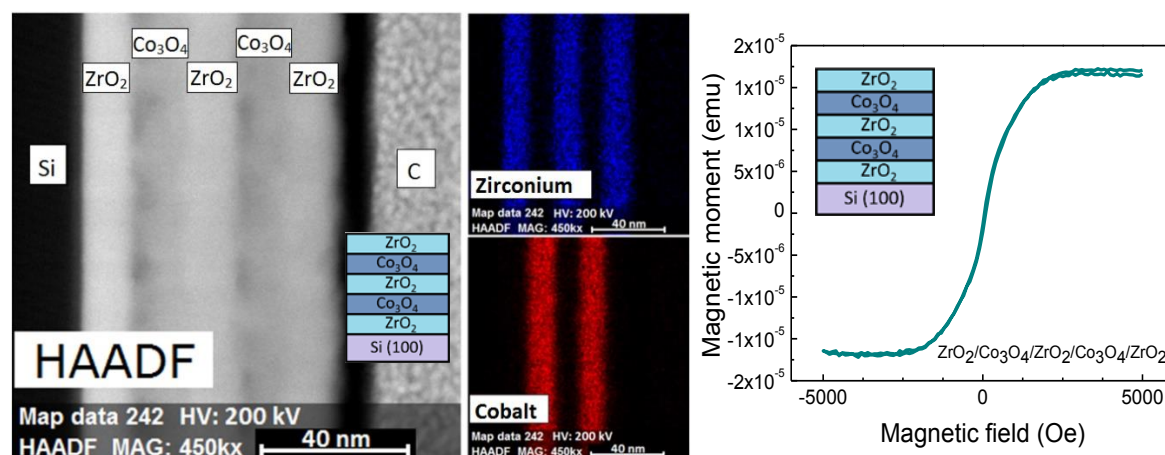 Co₃O₄ Co₃O₄
ZrO₂ ZrO₂ ZrO₂
Si
C
ZrO₂
Co₃O₄
ZrO₂
Co₃O₄
ZrO₂
Si (100)
HAADF
Map data 242 HV: 200 kV
HAADF MAG: 450kx 40 nm
Zirconium
Map data 242 HV: 200 kV
HAADF MAG: 450kx 40 nm
Cobalt
Map data 242 HV: 200 kV
HAADF MAG: 450kx 40 nm
Magnetic moment (emu)
2x10⁻⁵
1x10⁻⁵
1x10⁻⁵
5x10⁻⁶
0
-5x10⁻⁶
-1x10⁻⁵
-1x10⁻⁵
-2x10⁻⁵
ZrO₂
Co₃O₄
ZrO₂
Co₃O₄
ZrO₂
Si (100)
ZrO₂/Co₃O₄/ZrO₂/Co₃O₄/ZrO₂
-5000 0 5000
Magnetic field (Oe)